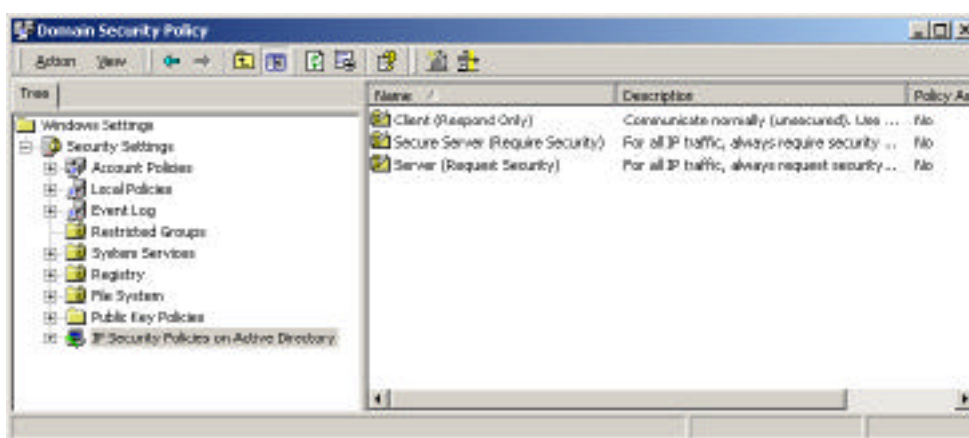 Domain Security Policy
Action View
Tree
Windows Settings
Security Settings
Account Policies
Local Policies
Event Log
Restricted Groups
System Services
Registry
File System
Public Key Policies
IP Security Policies on Active Directory
Name Description Policy As
Client (Respond Only) Communicate normally (unsecured). Use ... No
Secure Server (Require Security) For all IP traffic, always require security ... No
Server (Request Security) For all IP traffic, always request security ... No